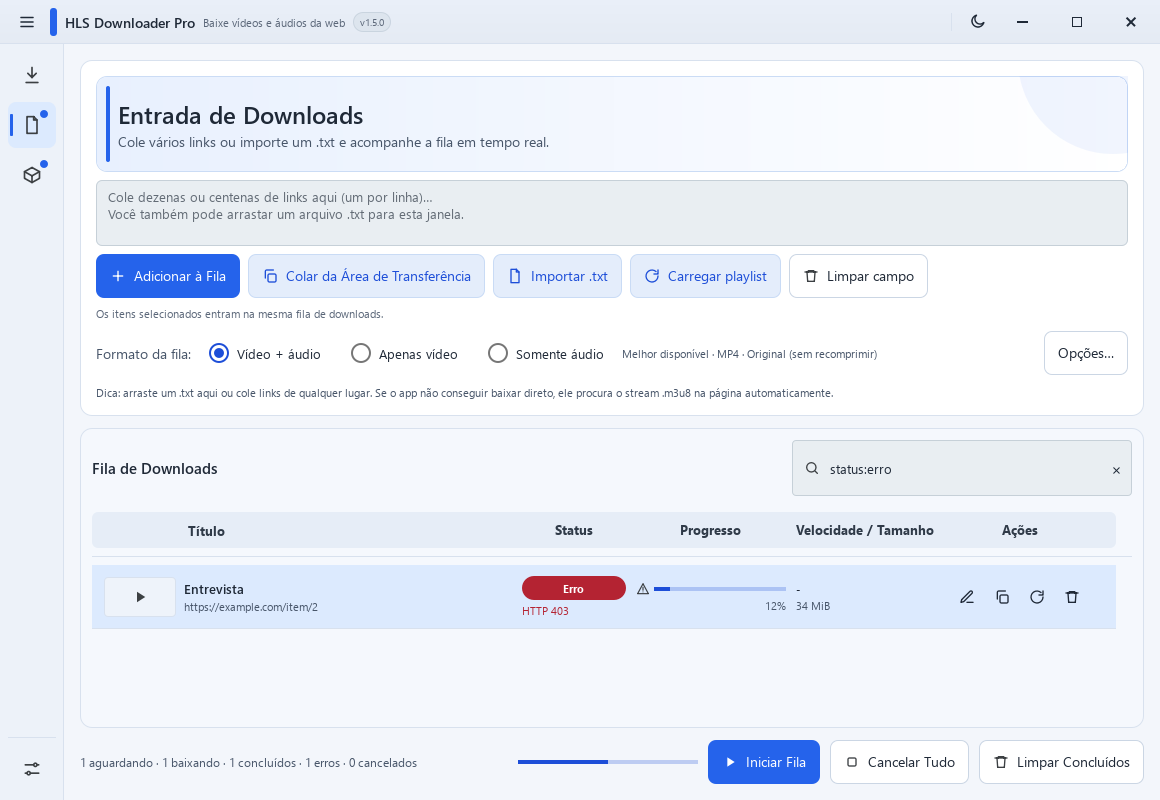 HLS Downloader Pro Baixe vídeos e áudios da web v1.5.0
Entrada de Downloads
Cole vários links ou importe um .txt e acompanhe a fila em tempo real.
Cole dezenas ou centenas de links aqui (um por linha)...
Você também pode arrastar um arquivo .txt para esta janela.
Adicionar à Fila Colar da Área de Transferência Importar .txt Carregar playlist Limpar campo
Os itens selecionados entram na mesma fila de downloads.
Formato da fila: Vídeo + áudio Apenas vídeo Somente áudio Melhor disponível · MP4 · Original (sem recomprimir) Opções...
Dica: arraste um .txt aqui ou cole links de qualquer lugar. Se o app não conseguir baixar direto, ele procura o stream .m3u8 na página automaticamente.
Fila de Downloads status:erro ×
Título Status Progresso Velocidade / Tamanho Ações
Entrevista Erro -
https://example.com/item/2 HTTP 403 12% 34 MiB
1 aguardando · 1 baixando · 1 concluídos · 1 erros · 0 cancelados Iniciar Fila Cancelar Tudo Limpar Concluídos